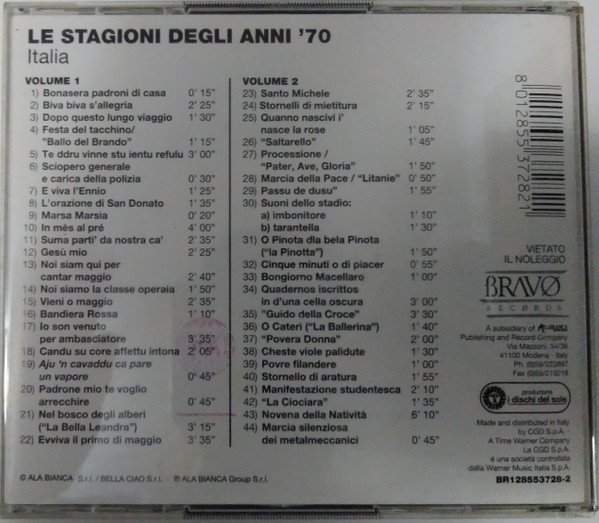 LE STAGIONI DEGLI ANNI '70
Italia
VOLUME 1
1) Bonasera padroni di casa 0' 15"
2) Biva biva s'allegria 2' 25"
3) Dopo questo lungo viaggio 1' 30"
4) Festa del tacchino/
"Ballo del Brando" 1' 15"
5) Te ddru vinne stu ientu refulu 3' 00"
6) Sciopero generale
e carica della polizia 0' 30"
7) E viva l'Ennio 1' 25"
8) L'orazione di San Donato 1' 35"
9) Marsa Marsia 0' 20"
10) In mês al pré 4' 00"
11) Suma parti' da nostra ca' 2' 35"
12) Gesù mio 2' 25"
13) Noi siam qui per
cantar maggio 2' 40"
14) Noi siamo la classe operaia 1' 50"
15) Vieni o maggio 2' 35"
16) Bandiera Rossa 1' 10"
17) Io son venuto
per ambasciatore 3' 35"
18) Candu su core affettu intona 2' 05"
19) Aju 'n cavaddu ca pare
un vapore 0' 45"
20) Padrone mio te voglio
arrecchire 0' 45"
21) Nel bosco degli alberi
("La Bella Leandra") 3' 15"
22) Evviva il primo di maggio 3' 35"
VOLUME 2
23) Santo Michele 2' 35"
24) Stornelli di mietitura 2' 15"
25) Quanno nascivi i'
nasce la rose 1' 05"
26) "Saltarello" 1' 45"
27) Processione /
"Pater, Ave, Gloria" 1' 50"
28) Marcia della Pace / "Litanie" 0' 50"
29) Passu de dusu" 1' 55"
30) Suoni dello stadio:
a) imbonitore 1' 10"
b) tarantella 1' 30"
31) O Pinota dla bela Pinota
("la Pinotta") 1' 50"
32) Cinque minuti o di piacer 0' 55"
33) Bongiorno Macellaro 1' 00"
34) Quadernos iscrittos
in d'una cella oscura 3' 00"
35) "Guido della Croce" 3' 30"
36) O Cateri ("La Ballerina") 1' 40"
37) "Povera Donna" 2' 00"
38) Cheste viole palidute 1' 30"
39) Povre filandere 1' 00"
40) Stornello di aratura 1' 55"
41) Manifestazione studentesca 2' 10"
42) "La Ciociara" 1' 35"
43) Novena della Natività 6' 10"
44) Marcia silenziosa
dei metalmeccanici 0' 45"
8 012855 372821
VIETATO
IL NOLEGGIO
BRAVO
RECORDS
A subsidiary of
Publishing and Record Company
Via Mazzoni, 34/36
41100 Modena - Italy
Ph. (0)59/223897
Fax (0)59/219218
produzione
i dischi del sole
Made and distributed in Italy
by CGD S.p.A. -
A Time Warner Company
La CGD S.p.A.
è una società controllata
dalla Warner Music Italia S.p.A.
BR128553728-2
© ALA BIANCA S.r.l. / BELLA CIAO S.r.l. ℗ ALA BIANCA Group S.r.l.